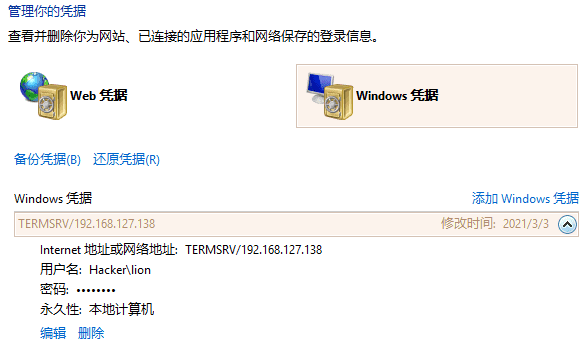 管理你的凭据
查看并删除你为网站、已连接的应用程序和网络保存的登录信息。
Web 凭据
Windows 凭据
备份凭据(B) 还原凭据(R)
Windows 凭据 添加 Windows 凭据
TERMSRV/192.168.127.138 修改时间: 2021/3/3
Internet 地址或网络地址: TERMSRV/192.168.127.138
用户名: Hacker\lion
密码: ••••••••
永久性: 本地计算机
编辑 删除